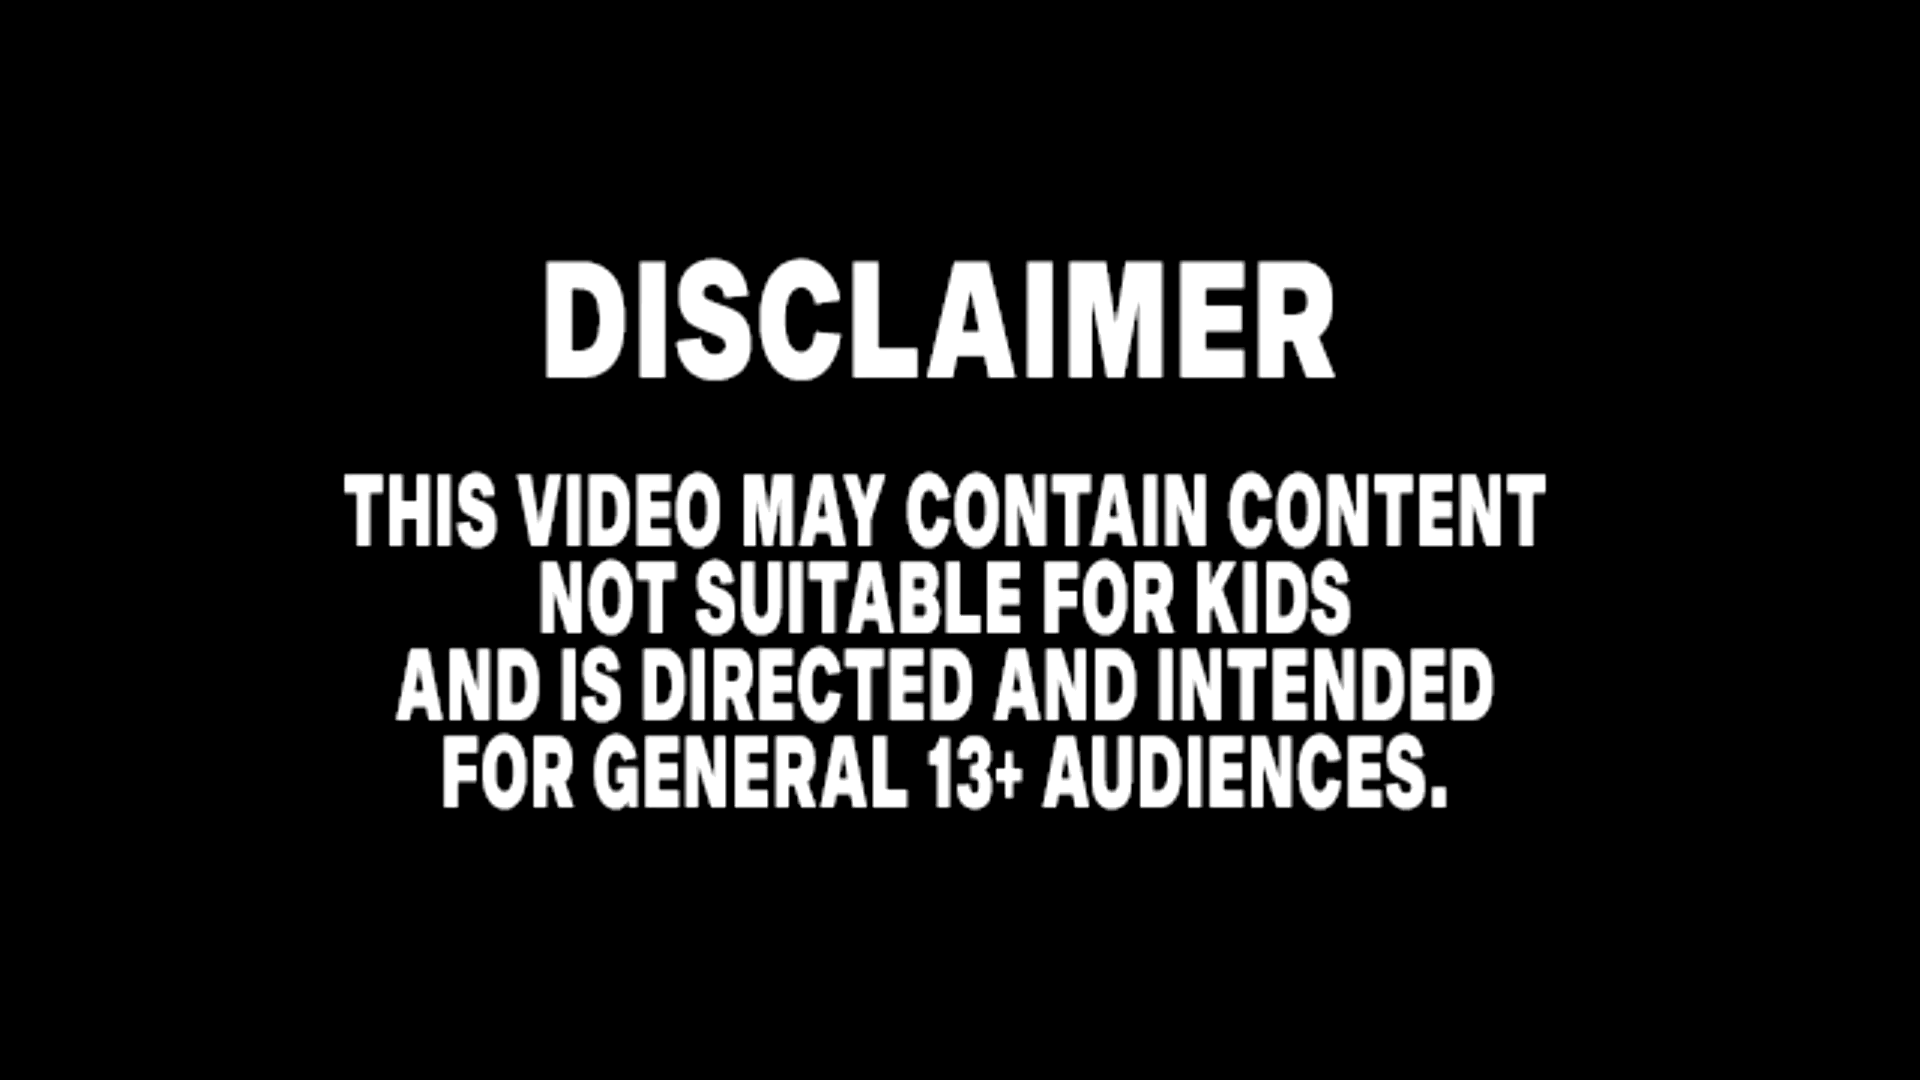 DISCLAIMER
THIS VIDEO MAY CONTAIN CONTENT
NOT SUITABLE FOR KIDS
AND IS DIRECTED AND INTENDED
FOR GENERAL 13+ AUDIENCES.